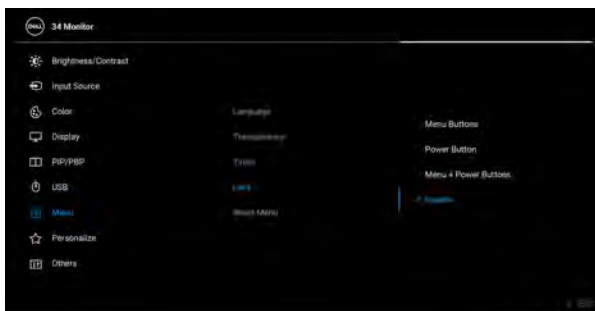 DELL 34 Monitor
Brightness/Contrast
Input Source
Color
Display
PIP/PBP
USB
Menu
Personalize
Others
Language
Transparency
Timer
Lock
Reset Menu
Menu Buttons
Power Button
Menu + Power Buttons
Disable